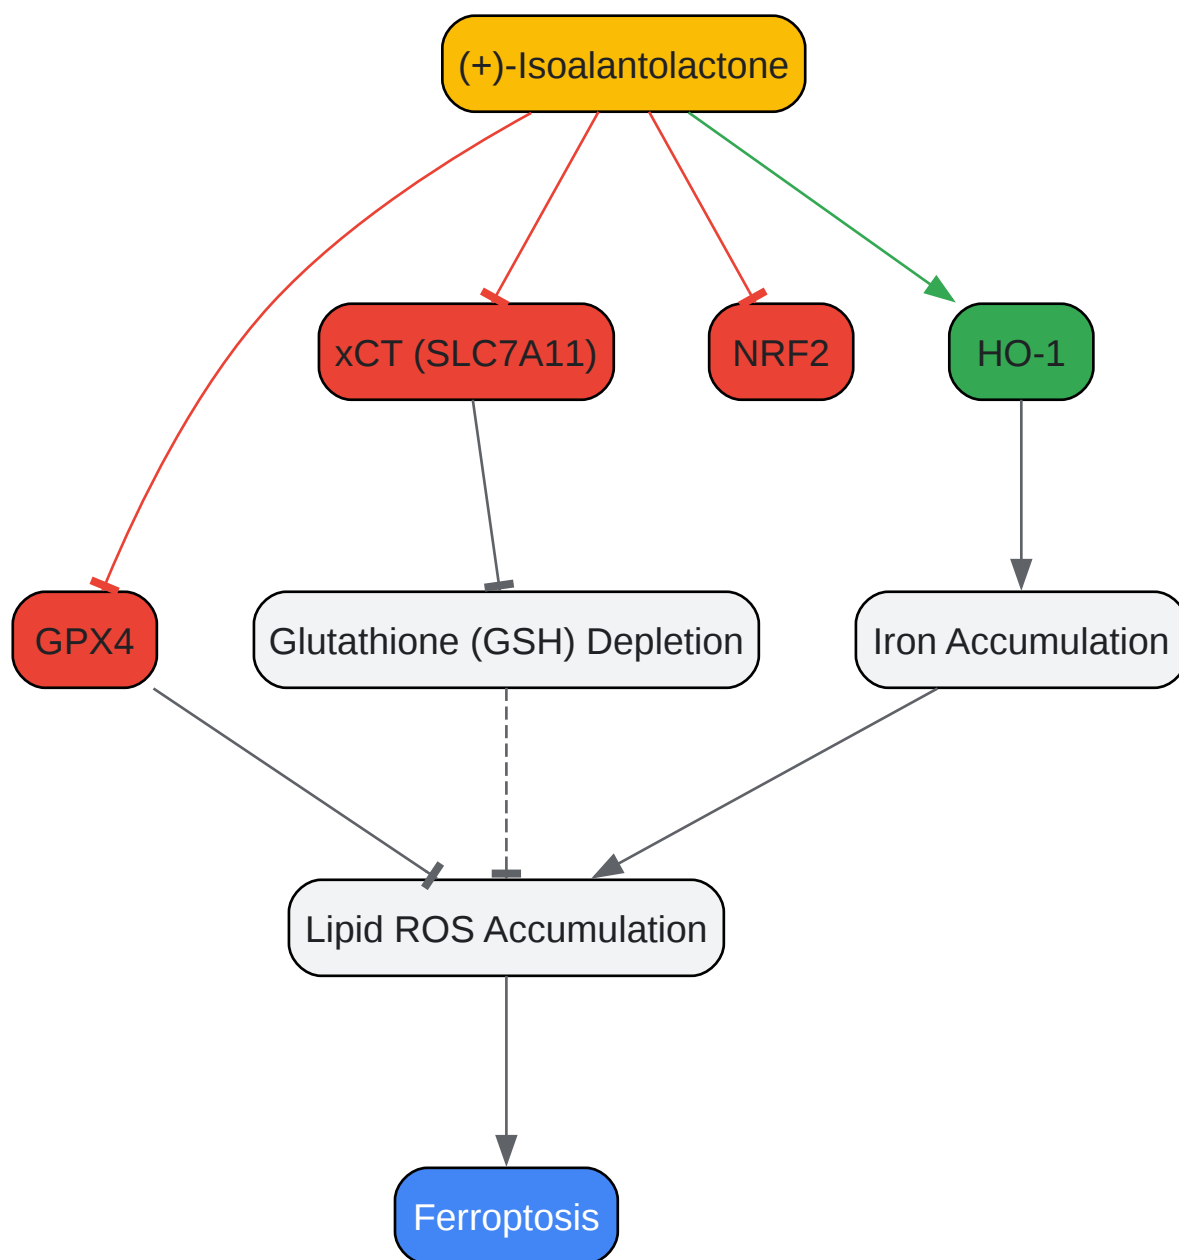 (+)-Isoalantolactone
xCT (SLC7A11)
NRF2
HO-1
GPX4
Glutathione (GSH) Depletion
Iron Accumulation
Lipid ROS Accumulation
Ferroptosis